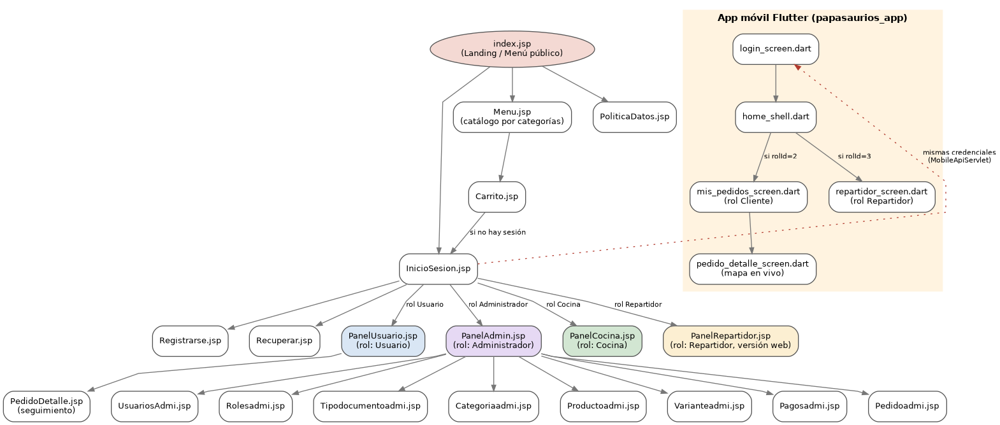 App móvil Flutter (papasaurios_app)
index.jsp
(Landing / Menú público)
login_screen.dart
Menu.jsp
(catálogo por categorías)
PoliticaDatos.jsp
home_shell.dart
si rolId=2
si rolId=3
mismas credenciales
(MobileApiServlet)
Carrito.jsp
mis_pedidos_screen.dart
(rol Cliente)
repartidor_screen.dart
(rol Repartidor)
si no hay sesión
InicioSesion.jsp
pedido_detalle_screen.dart
(mapa en vivo)
rol Usuario
rol Administrador
rol Cocina
rol Repartidor
Registrarse.jsp
Recuperar.jsp
PanelUsuario.jsp
(rol: Usuario)
PanelAdmin.jsp
(rol: Administrador)
PanelCocina.jsp
(rol: Cocina)
PanelRepartidor.jsp
(rol: Repartidor, versión web)
PedidoDetalle.jsp
(seguimiento)
UsuariosAdmi.jsp
Rolesadmi.jsp
Tipodocumentoadmi.jsp
Categoriaadmi.jsp
Productoadmi.jsp
Varianteadmi.jsp
Pagosadmi.jsp
Pedidoadmi.jsp